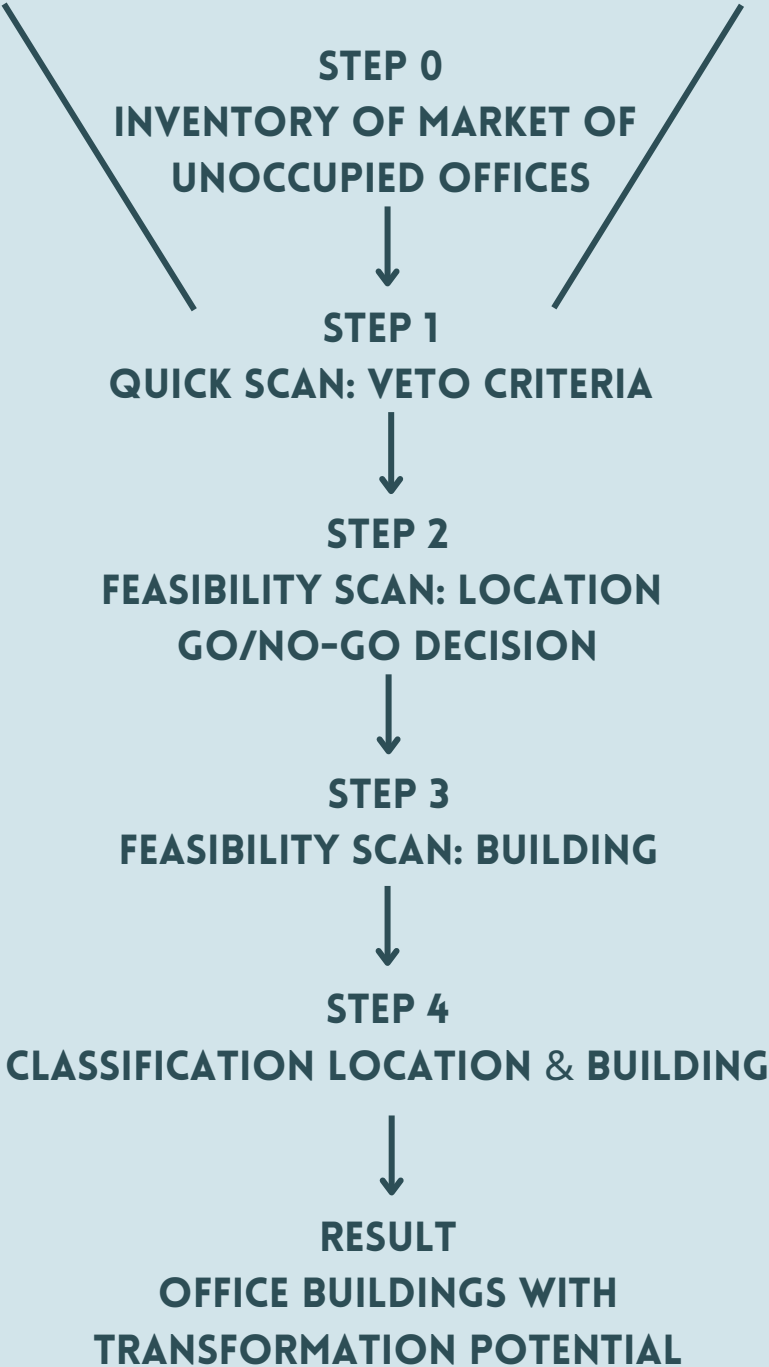 STEP 0
INVENTORY OF MARKET OF
UNOCCUPIED OFFICES
STEP 1
QUICK SCAN: VETO CRITERIA
STEP 2
FEASIBILITY SCAN: LOCATION
GO/NO-GO DECISION
STEP 3
FEASIBILITY SCAN: BUILDING
STEP 4
CLASSIFICATION LOCATION & BUILDING
RESULT
OFFICE BUILDINGS WITH
TRANSFORMATION POTENTIAL